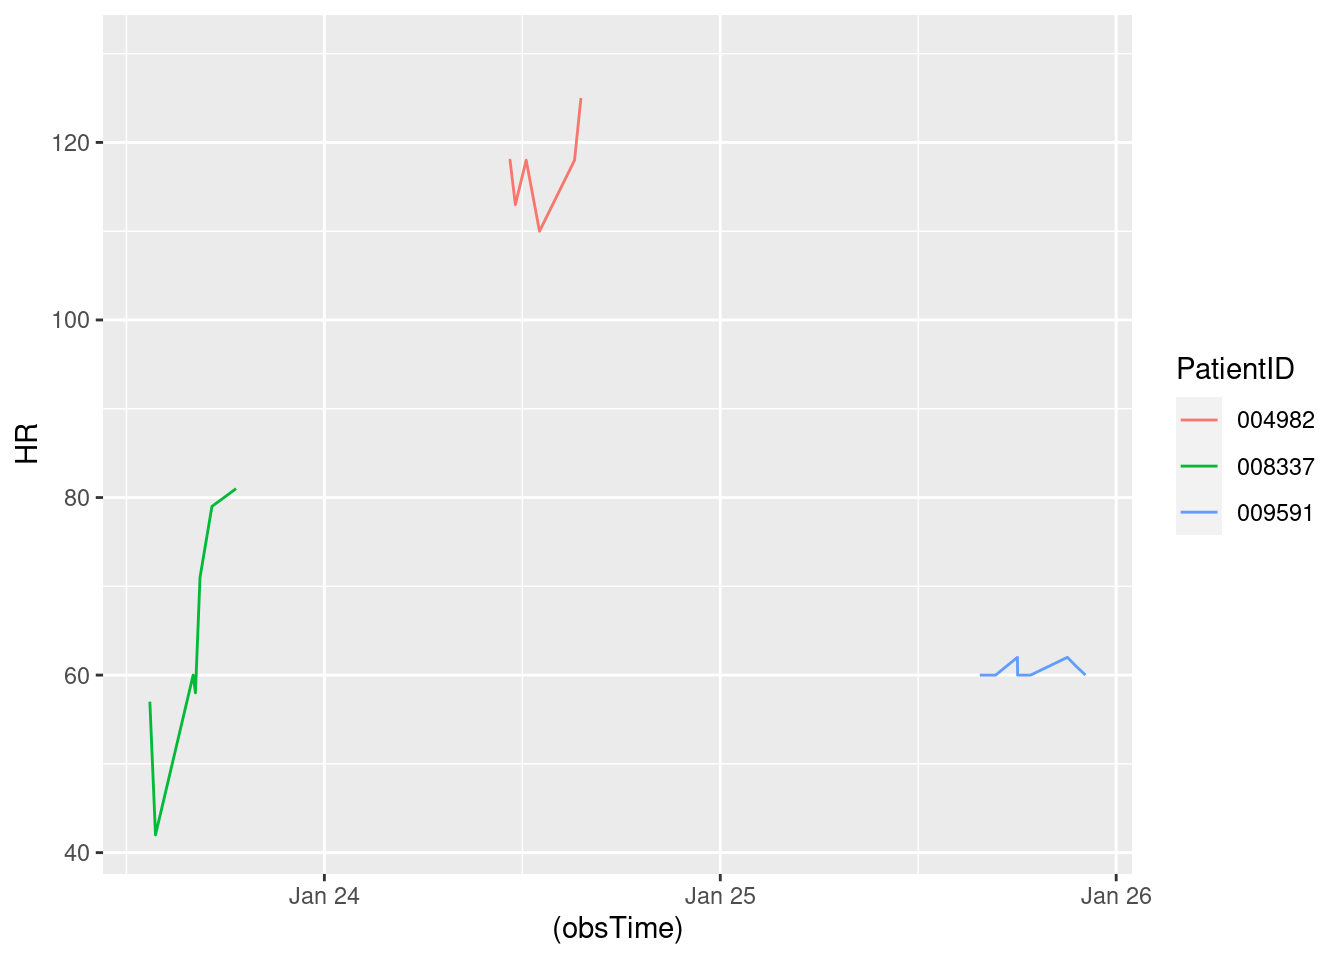 120
100
80
60
40
HR
Jan 24
Jan 25
Jan 26
(obsTime)
PatientID
004982
008337
009591